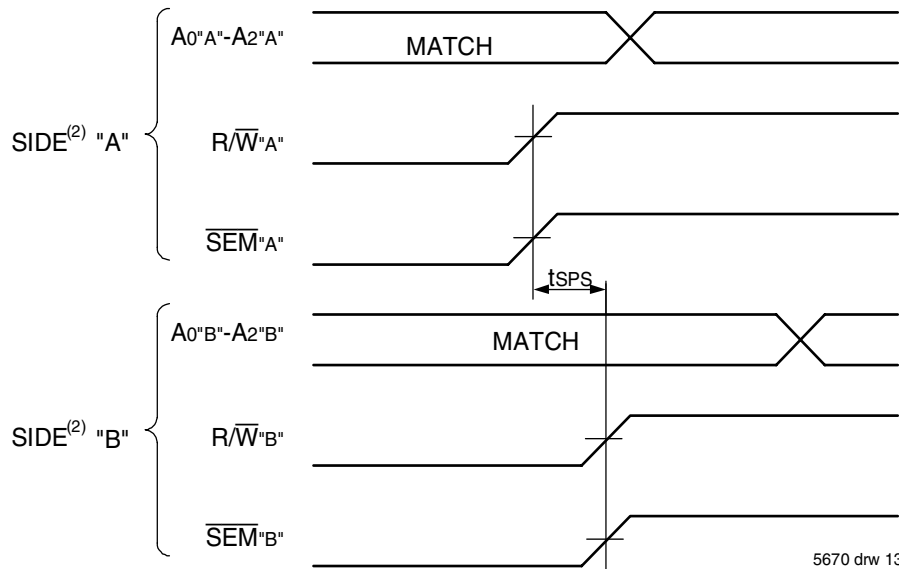 A0"A"-A2"A"
MATCH
SIDE(2) "A"
R/W"A"
SEM"A"
tSPS
A0"B"-A2"B"
MATCH
SIDE(2) "B"
R/W"B"
SEM"B"
5670 drw 13